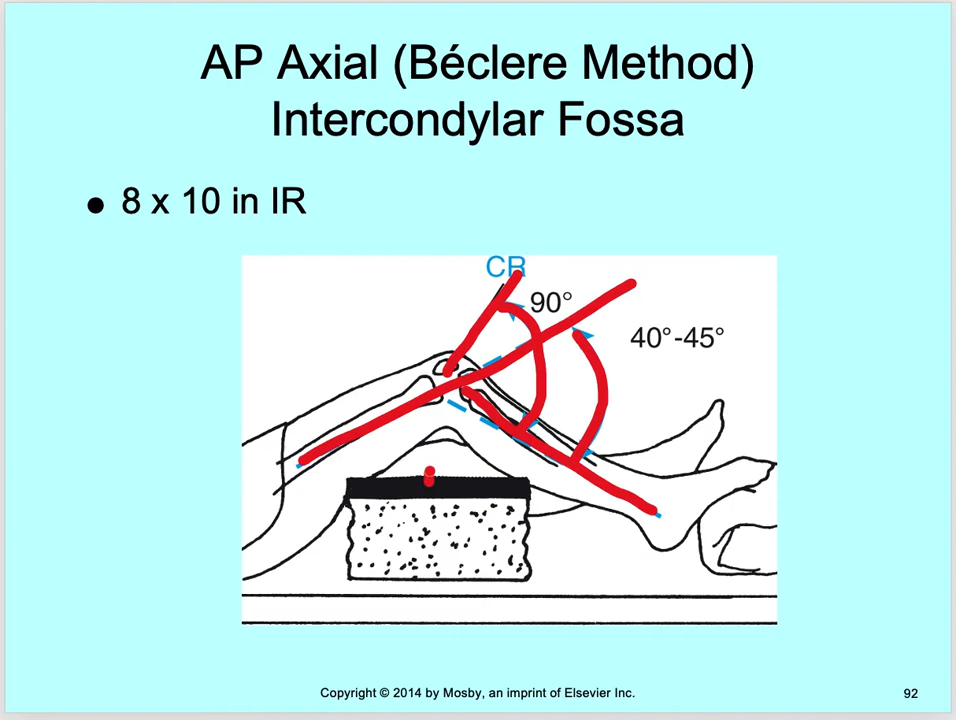 AP Axial (Béclere Method)
Intercondylar Fossa
● 8 x 10 in IR
CR
90°
40°-45°
Copyright © 2014 by Mosby, an imprint of Elsevier Inc.
92